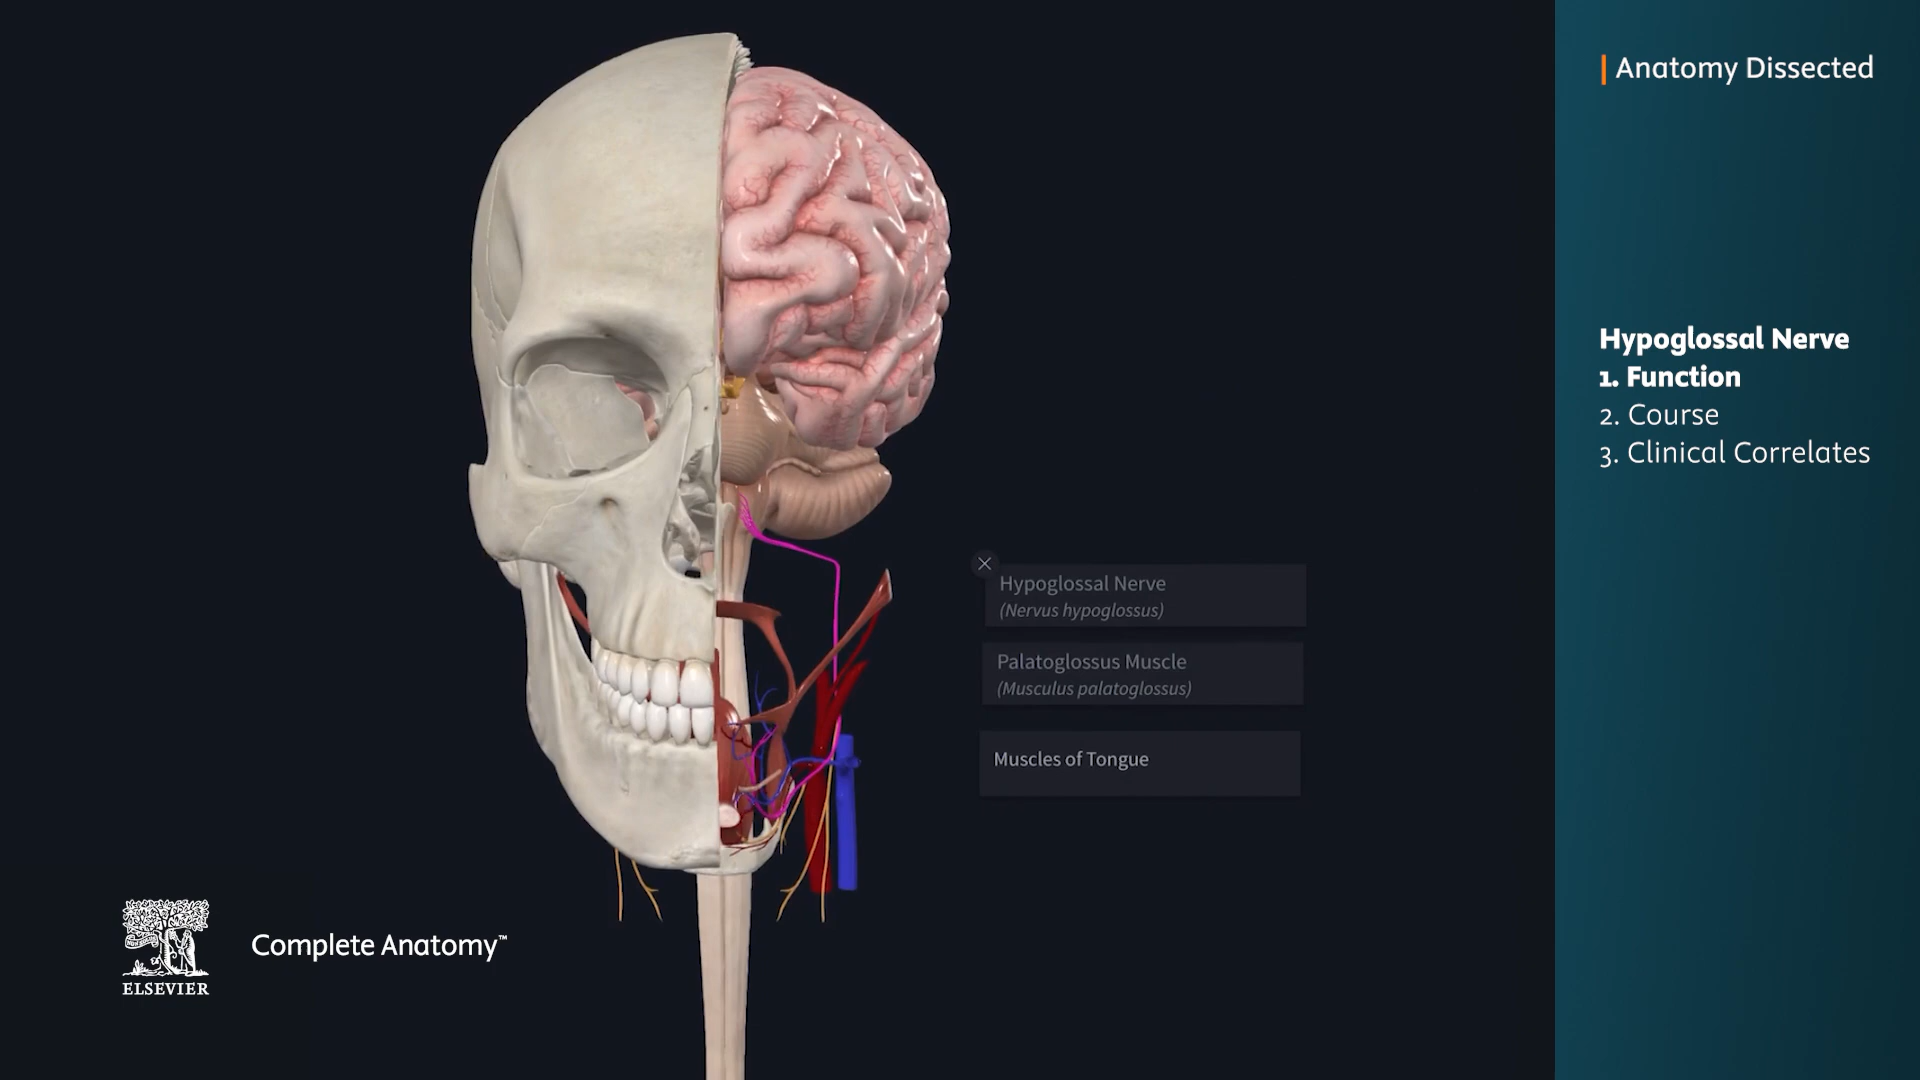 Anatomy Dissected
Hypoglossal Nerve
1. Function
2. Course
3. Clinical Correlates
Hypoglossal Nerve
(Nervus hypoglossus)
Palatoglossus Muscle
(Musculus palatoglossus)
Muscles of Tongue
Complete Anatomy™
ELSEVIER